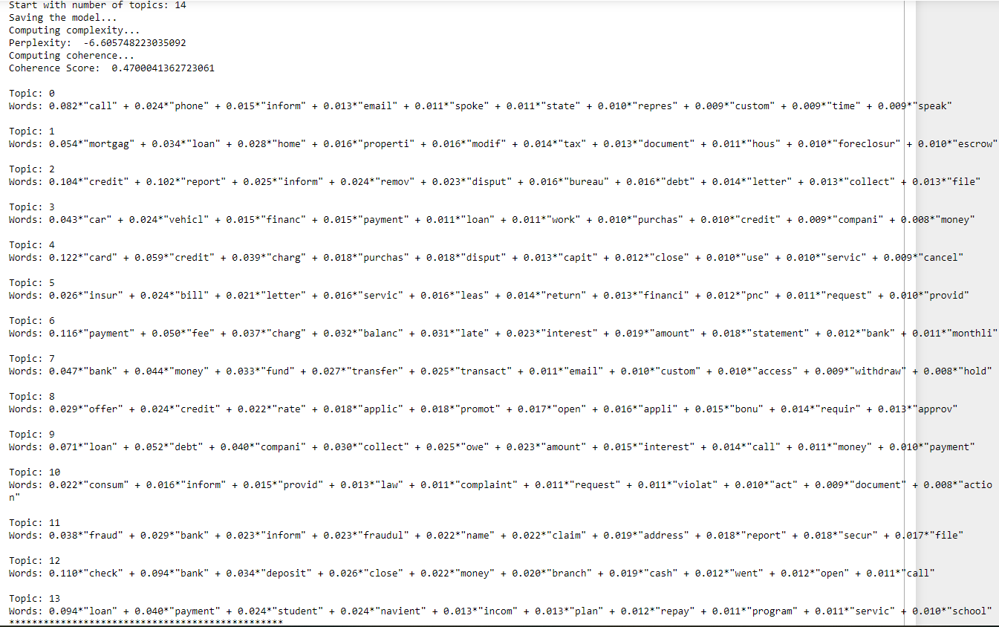 Start with number of topics: 14
Saving the model...
Computing complexity...
Perplexity:  -6.605748223035092
Computing coherence...
Coherence Score:  0.4700041362723061
Topic: 0
Words: 0.082*"call" + 0.024*"phone" + 0.015*"inform" + 0.013*"email" + 0.011*"spoke" + 0.011*"state" + 0.010*"repres" + 0.009*"custom" + 0.009*"time" + 0.009*"speak"
Topic: 1
Words: 0.054*"mortgag" + 0.034*"loan" + 0.028*"home" + 0.016*"properti" + 0.016*"modif" + 0.014*"tax" + 0.013*"document" + 0.011*"hous" + 0.010*"foreclosur" + 0.010*"escrow"
Topic: 2
Words: 0.104*"credit" + 0.102*"report" + 0.025*"inform" + 0.024*"remov" + 0.023*"disput" + 0.016*"bureau" + 0.016*"debt" + 0.014*"letter" + 0.013*"collect" + 0.013*"file"
Topic: 3
Words: 0.043*"car" + 0.024*"vehicl" + 0.015*"financ" + 0.015*"payment" + 0.011*"loan" + 0.011*"work" + 0.010*"purchas" + 0.010*"credit" + 0.009*"compani" + 0.008*"money"
Topic: 4
Words: 0.122*"card" + 0.059*"credit" + 0.039*"charg" + 0.018*"purchas" + 0.018*"disput" + 0.013*"capit" + 0.012*"close" + 0.010*"use" + 0.010*"servic" + 0.009*"cancel"
Topic: 5
Words: 0.026*"insur" + 0.024*"bill" + 0.021*"letter" + 0.016*"servic" + 0.016*"leas" + 0.014*"return" + 0.013*"financi" + 0.012*"pnc" + 0.011*"request" + 0.010*"provid"
Topic: 6
Words: 0.116*"payment" + 0.050*"fee" + 0.037*"charg" + 0.032*"balanc" + 0.031*"late" + 0.023*"interest" + 0.019*"amount" + 0.018*"statement" + 0.012*"bank" + 0.011*"monthli"
Topic: 7
Words: 0.047*"bank" + 0.044*"money" + 0.033*"fund" + 0.027*"transfer" + 0.025*"transact" + 0.011*"email" + 0.010*"custom" + 0.010*"access" + 0.009*"withdraw" + 0.008*"hold"
Topic: 8
Words: 0.029*"offer" + 0.024*"credit" + 0.022*"rate" + 0.018*"applic" + 0.018*"promot" + 0.017*"open" + 0.016*"appli" + 0.015*"bonu" + 0.014*"requir" + 0.013*"approv"
Topic: 9
Words: 0.071*"loan" + 0.052*"debt" + 0.040*"compani" + 0.030*"collect" + 0.025*"owe" + 0.023*"amount" + 0.015*"interest" + 0.014*"call" + 0.011*"money" + 0.010*"payment"
Topic: 10
Words: 0.022*"consum" + 0.016*"inform" + 0.015*"provid" + 0.013*"law" + 0.011*"complaint" + 0.011*"request" + 0.011*"violat" + 0.010*"act" + 0.009*"document" + 0.008*"actio
n"
Topic: 11
Words: 0.038*"fraud" + 0.029*"bank" + 0.023*"inform" + 0.023*"fraudul" + 0.022*"name" + 0.022*"claim" + 0.019*"address" + 0.018*"report" + 0.018*"secur" + 0.017*"file"
Topic: 12
Words: 0.110*"check" + 0.094*"bank" + 0.034*"deposit" + 0.026*"close" + 0.022*"money" + 0.020*"branch" + 0.019*"cash" + 0.012*"went" + 0.012*"open" + 0.011*"call"
Topic: 13
Words: 0.094*"loan" + 0.040*"payment" + 0.024*"student" + 0.024*"navient" + 0.013*"incom" + 0.013*"plan" + 0.012*"repay" + 0.011*"program" + 0.011*"servic" + 0.010*"school"
************************************************